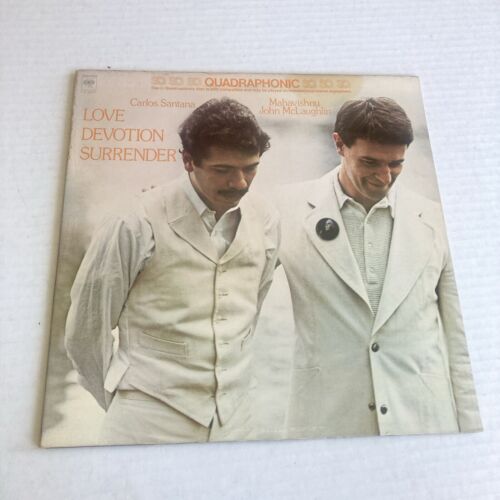 SQ SQ SQ QUADRAPHONIC SQ SQ SQ
Carlos Santana
Mahavishnu
John McLaughlin
LOVE
DEVOTION
SURRENDER